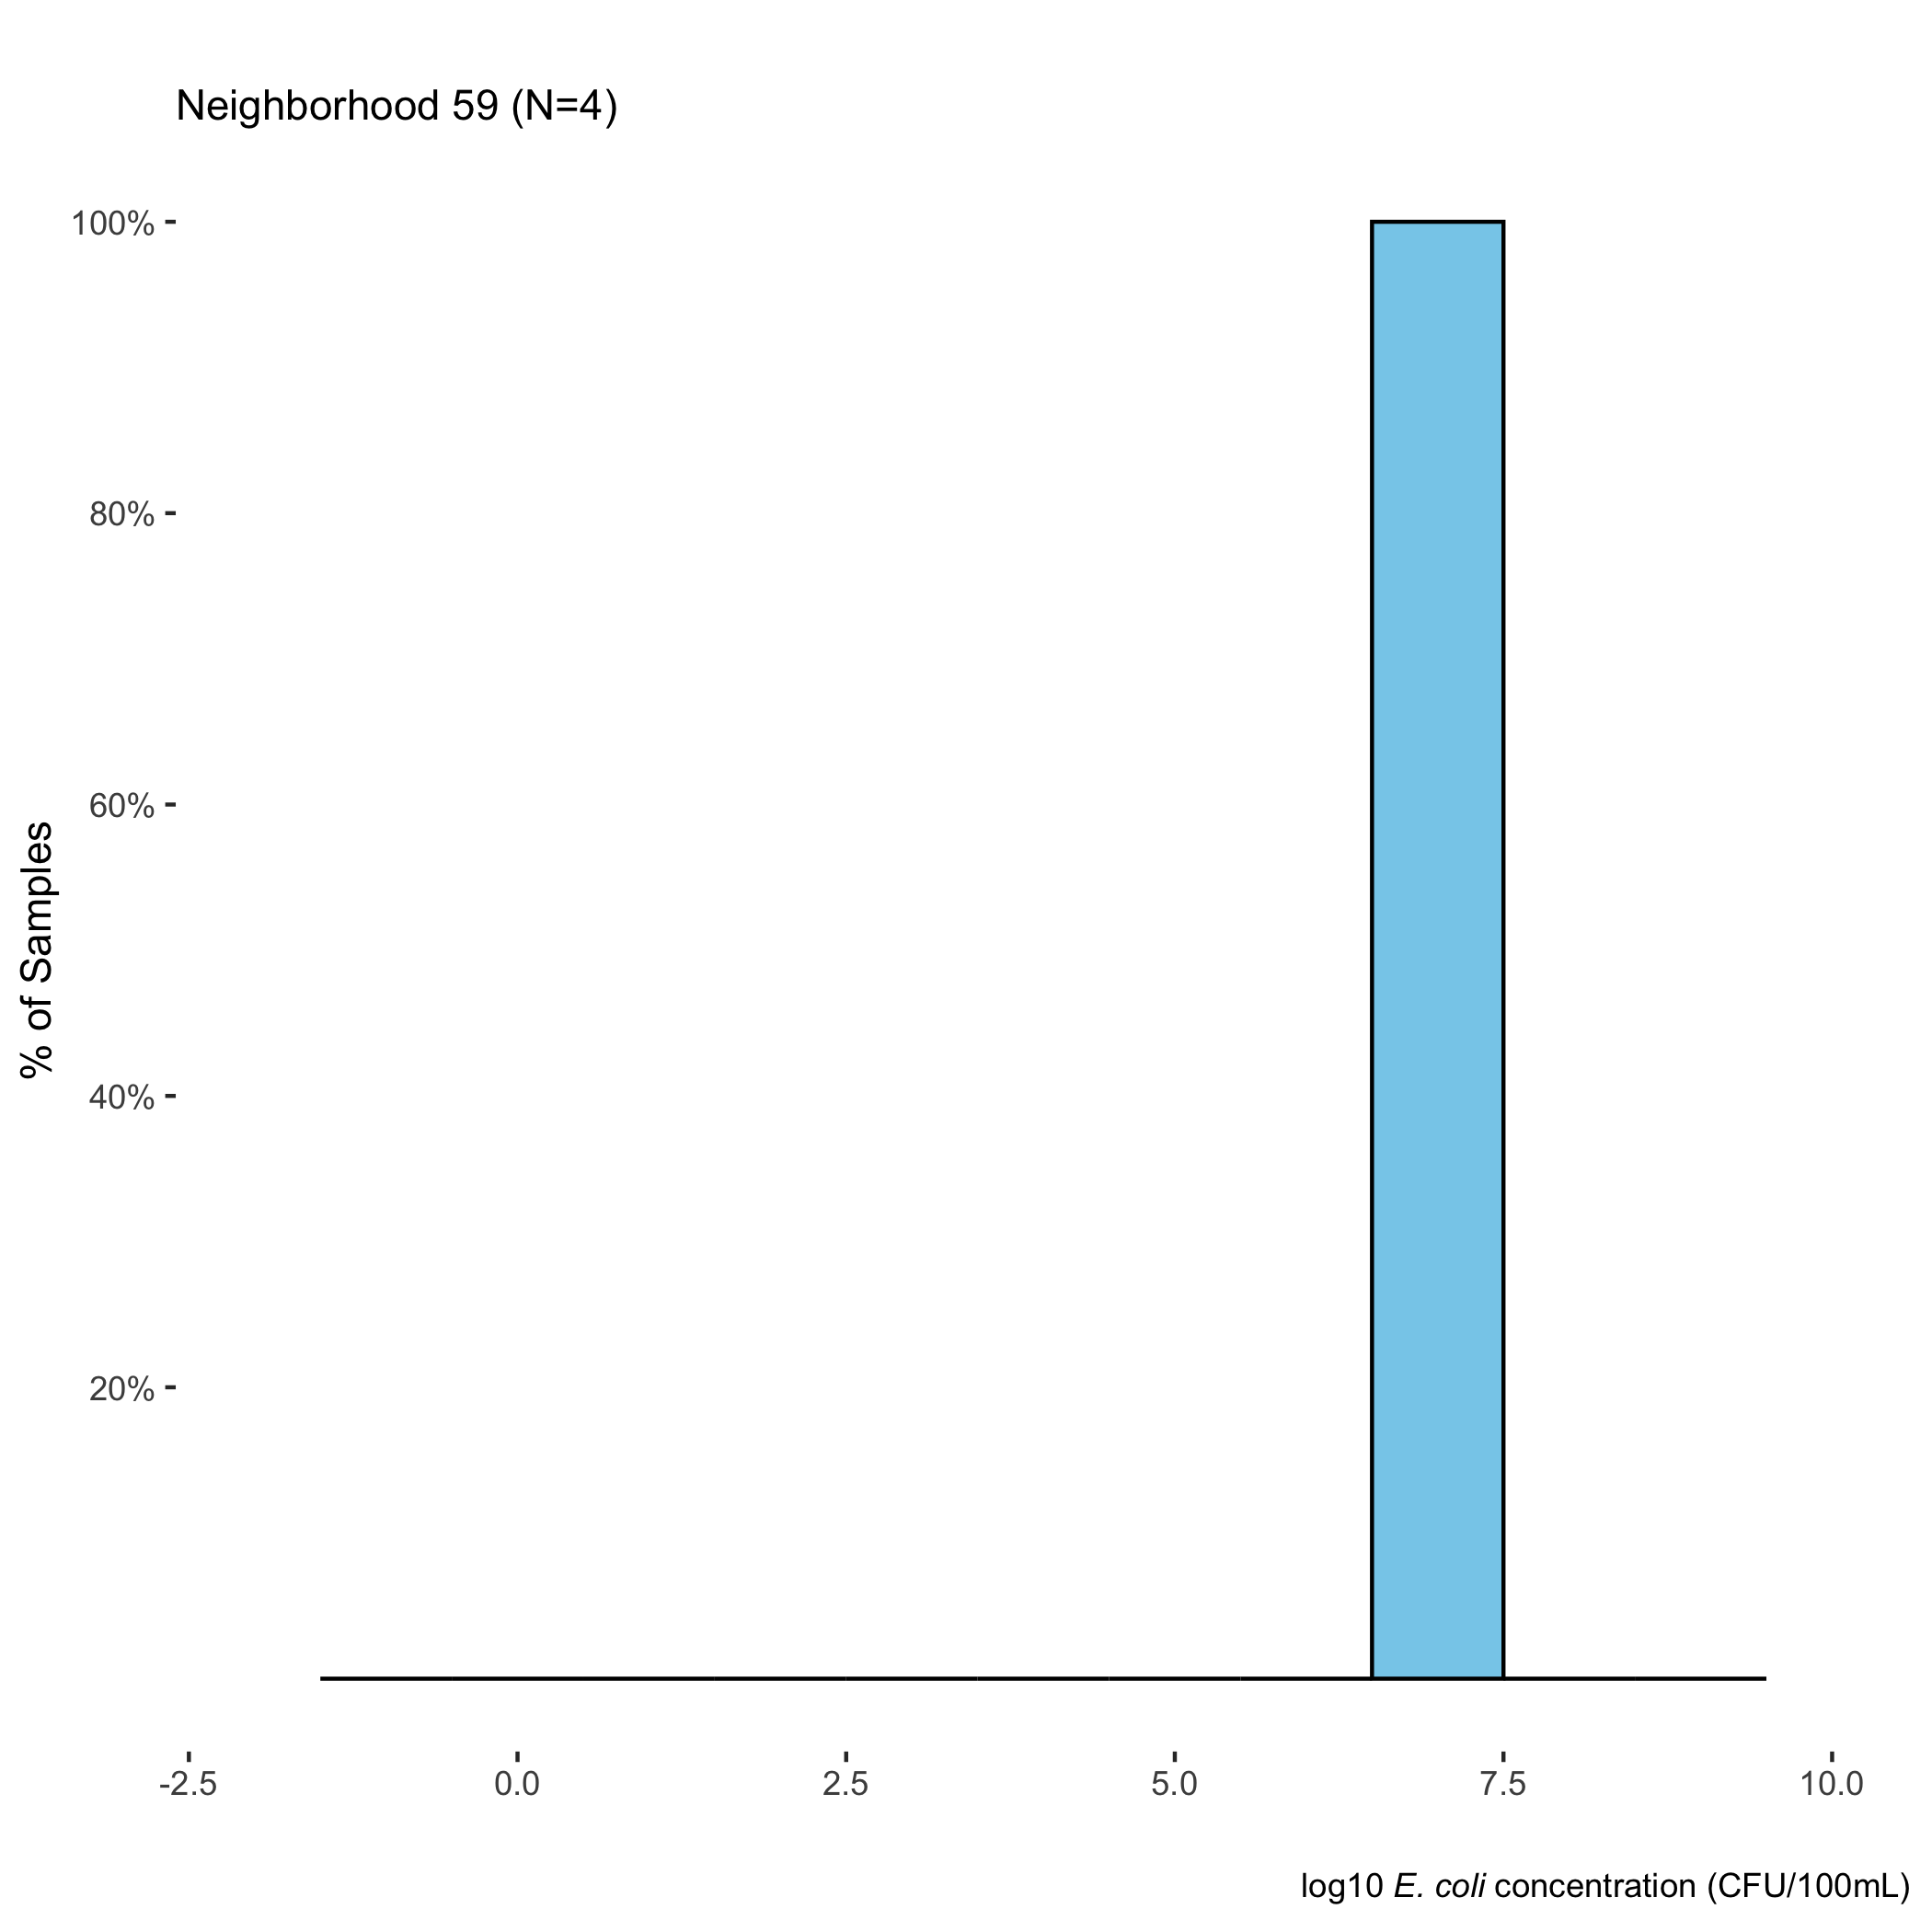 Neighborhood 59 (N=4)
100%
80%
60%
40%
20%
% of Samples
-2.5 0.0 2.5 5.0 7.5 10.0
log10 E. coli concentration (CFU/100mL)